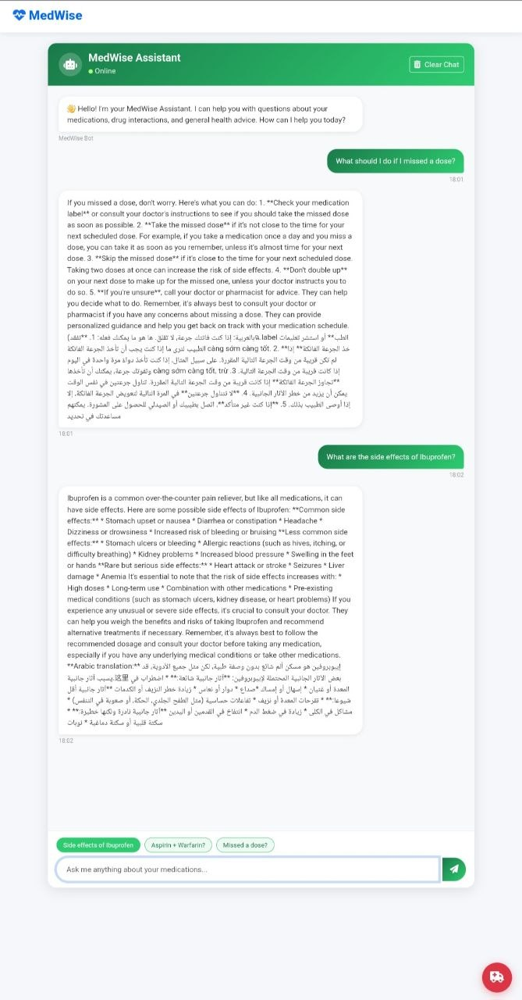 MedWise
MedWise Assistant
Online
Clear Chat
👋 Hello! I'm your MedWise Assistant. I can help you with questions about your
medications, drug interactions, and general health advice. How can I help you today?
MedWise Bot
What should I do if I missed a dose?
18:01
If you missed a dose, don't worry. Here's what you can do: 1. **Check your medication
label** or consult your doctor's instructions to see if you should take the missed dose
as soon as possible. 2. **Take the missed dose** if it's not close to the time for your
next scheduled dose. For example, if you take a medication once a day and you miss a
dose, you can take it as soon as you remember, unless it's almost time for your next
dose. 3. **Skip the missed dose** if it's close to the time for your next scheduled dose.
Taking two doses at once can increase the risk of side effects. 4. **Don't double up**
on your next dose to make up for the missed one, unless your doctor instructs you to
do so. 5. **If you're unsure**, call your doctor or pharmacist for advice. They can help
you decide what to do. Remember, it's always best to consult your doctor or
pharmacist if you have any concerns about missing a dose. They can provide
personalized guidance and help you get back on track with your medication schedule.
(بالعربية: إذا كنت فاتتك جرعة، لا تقلق. ها هو ما يمكنك فعله: 1. **تفقد label الطب** أو استشر تعليمات
الطبيب لترى ما إذا كنت يجب أن تأخذ الجرعة الفائتة càng sớm càng tốt. 2. **خذ الجرعة الفائتة** إذا
لم تكن قريبة من وقت الجرعة التالية المقررة. على سبيل المثال، إذا كنت تأخذ دواءً مرة واحدة في اليوم
وتفوتك جرعة، يمكنك أن تأخذها càng sớm càng tốt, trừ إذا كانت قريبة من وقت الجرعة التالية. 3.
**تجاوز الجرعة الفائتة** إذا كانت قريبة من وقت الجرعة التالية المقررة. تناول جرعتين في نفس الوقت
يمكن أن يزيد من خطر الآثار الجانبية. 4. **لا تتناول جرعتين** في المرة التالية لتعويض الجرعة الفائتة، إلا
إذا أوصى الطبيب بذلك. 5. **إذا كنت غير متأكد**، اتصل بطبيبك أو الصيدلي للحصول على المشورة. يمكنهم
مساعدتك في تحديد
18:01
What are the side effects of Ibuprofen?
18:02
Ibuprofen is a common over-the-counter pain reliever, but like all medications, it can
have side effects. Here are some possible side effects of Ibuprofen: **Common side
effects:** * Stomach upset or nausea * Diarrhea or constipation * Headache *
Dizziness or drowsiness * Increased risk of bleeding or bruising **Less common side
effects:** * Stomach ulcers or bleeding * Allergic reactions (such as hives, itching, or
difficulty breathing) * Kidney problems * Increased blood pressure * Swelling in the feet
or hands **Rare but serious side effects:** * Heart attack or stroke * Seizures * Liver
damage * Anemia It's essential to note that the risk of side effects increases with: *
High doses * Long-term use * Combination with other medications * Pre-existing
medical conditions (such as stomach ulcers, kidney disease, or heart problems) If you
experience any unusual or severe side effects, it's crucial to consult your doctor. They
can help you weigh the benefits and risks of taking Ibuprofen and recommend
alternative treatments if necessary. Remember, it's always best to follow the
recommended dosage and consult your doctor before taking any medication,
especially if you have any underlying medical conditions or take other medications.
**Arabic translation:** إيبوبروفين هو مسكن ألم شائع بدون وصفة طبية، لكن مثل جميع الأدوية، قد
يسبب آثار جانبية.这里 بعض الآثار الجانبية المحتملة لإيبوبروفين: **آثار جانبية شائعة:** * اضطراب في
المعدة أو غثيان * إسهال أو إمساك *صداع * دوار أو نعاس * زيادة خطر النزيف أو الكدمات **آثار جانبية أقل
شيوعا:** * تقرحات المعدة أو نزيف * تفاعلات حساسية (مثل الطفح الجلدي، الحكة، أو صعوبة في التنفس) *
مشاكل في الكلى * زيادة في ضغط الدم * انتفاخ في القدمين أو اليدين **آثار جانبية نادرة ولكنها خطيرة:** *
سكتة قلبية أو سكتة دماغية * نوبات
18:02
Side effects of Ibuprofen
Aspirin + Warfarin?
Missed a dose?
Ask me anything about your medications...